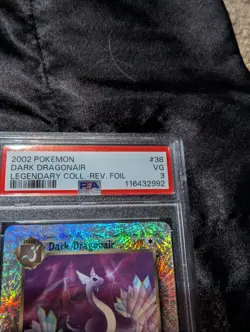 2002 POKEMON #38
DARK DRAGONAIR VG
LEGENDARY COLL.-REV. FOIL 3
PSA 116432992
Dark Dragonair